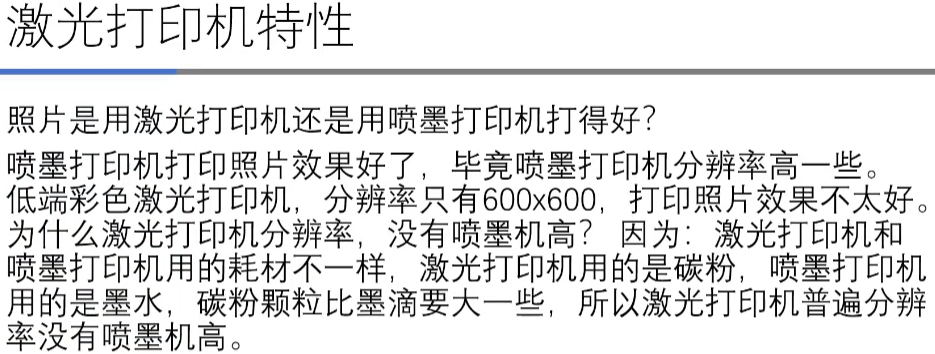 激光打印机特性
照片是用激光打印机还是用喷墨打印机打得好？
喷墨打印机打印照片效果好了，毕竟喷墨打印机分辨率高一些。
低端彩色激光打印机，分辨率只有600x600，打印照片效果不太好。
为什么激光打印机分辨率，没有喷墨机高？ 因为：激光打印机和
喷墨打印机用的耗材不一样，激光打印机用的是碳粉，喷墨打印机
用的是墨水，碳粉颗粒比墨滴要大一些，所以激光打印机普遍分辨
率没有喷墨机高。